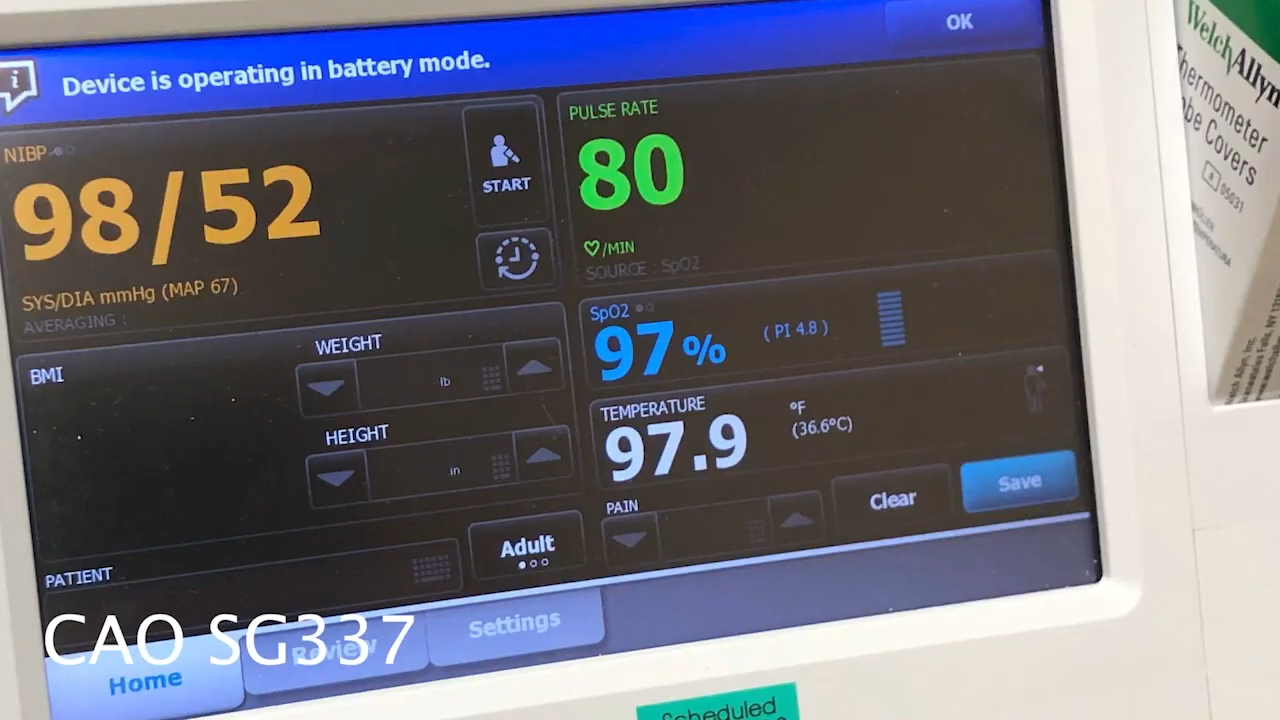 Device is operating in battery mode.
OK
NIBP
98/52
SYS/DIA mmHg (MAP 67)
AVERAGING :
START
PULSE RATE
80
/MIN
SOURCE : SpO2
SpO2
97 %
( PI 4.8 )
BMI
WEIGHT
lb
HEIGHT
in
TEMPERATURE
97.9
°F
(36.6°C)
PAIN
Clear
Save
PATIENT
Adult
CAO SG337
Home
Review
Settings
Scheduled
WelchAllyn
Thermometer
Probe Covers
05031